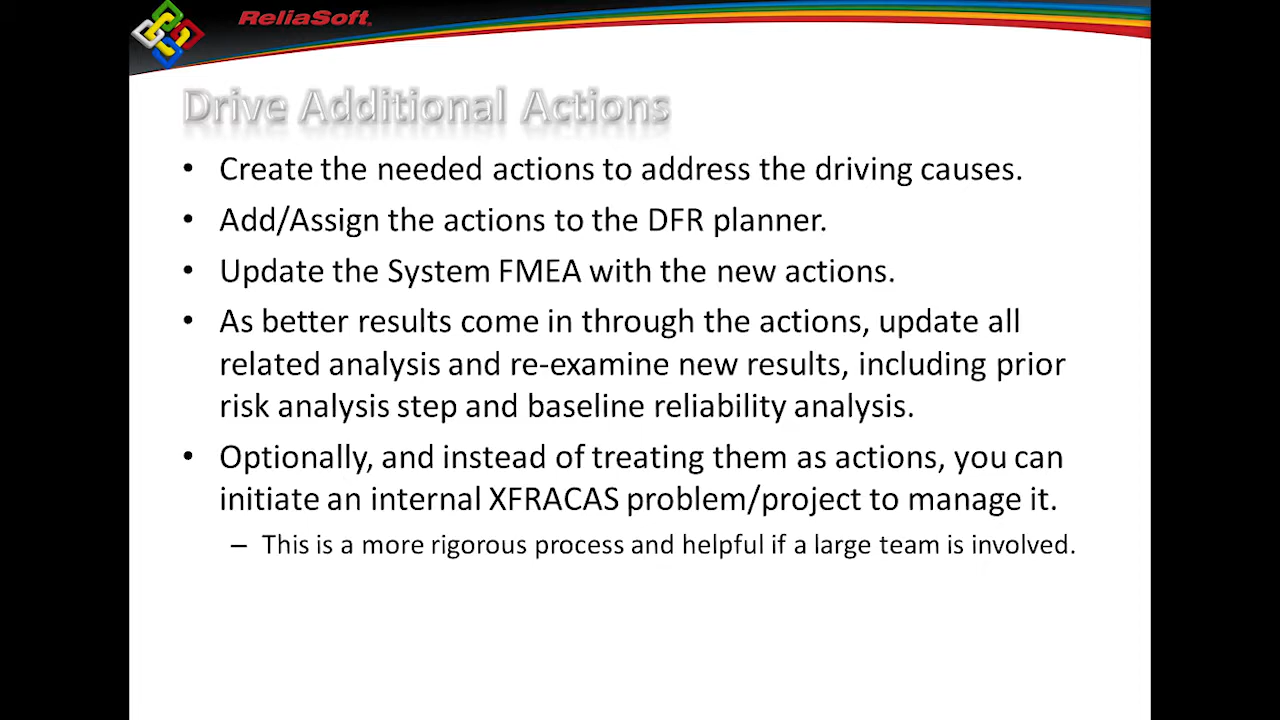 ReliaSoft.
Drive Additional Actions
• Create the needed actions to address the driving causes.
• Add/Assign the actions to the DFR planner.
• Update the System FMEA with the new actions.
• As better results come in through the actions, update all
related analysis and re-examine new results, including prior
risk analysis step and baseline reliability analysis.
• Optionally, and instead of treating them as actions, you can
initiate an internal XFRACAS problem/project to manage it.
– This is a more rigorous process and helpful if a large team is involved.